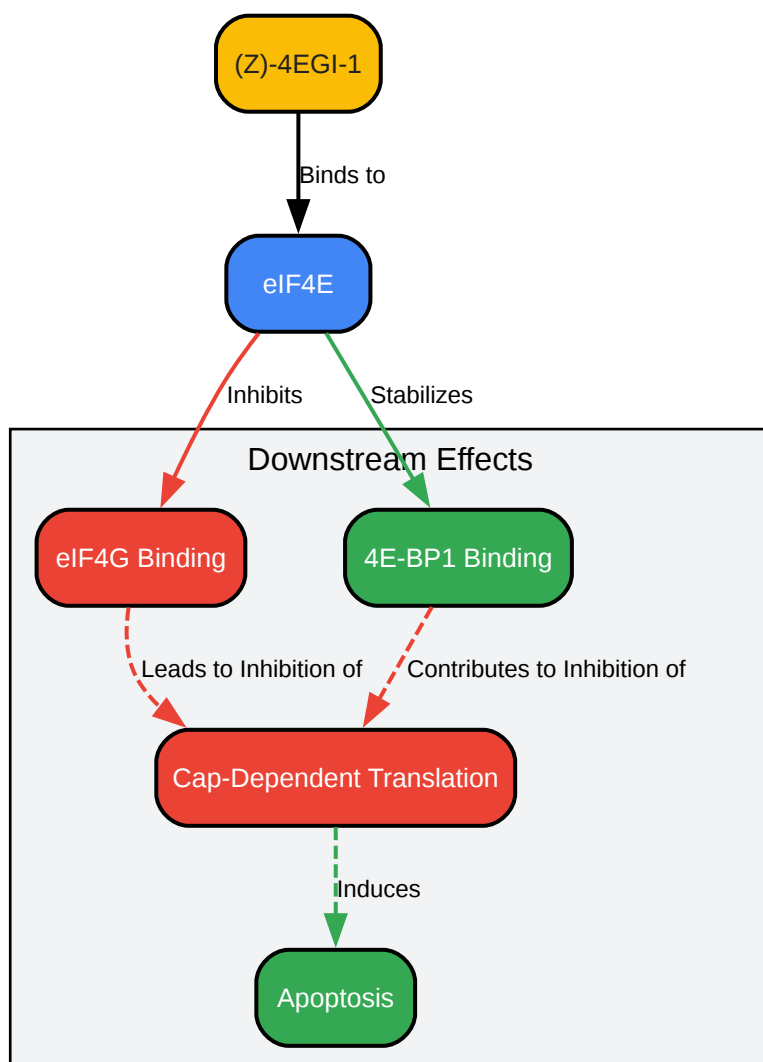 (Z)-4EGI-1
Binds to
eIF4E
Inhibits
Stabilizes
Downstream Effects
eIF4G Binding
4E-BP1 Binding
Leads to Inhibition of
Contributes to Inhibition of
Cap-Dependent Translation
Induces
Apoptosis